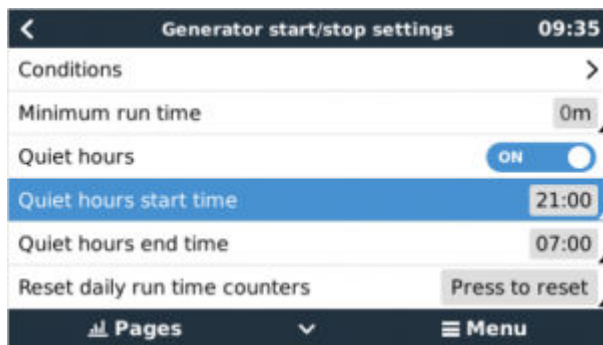 Generator start/stop settings 09:35
Conditions
Minimum run time 0m
Quiet hours ON
Quiet hours start time 21:00
Quiet hours end time 07:00
Reset daily run time counters Press to reset
Pages Menu